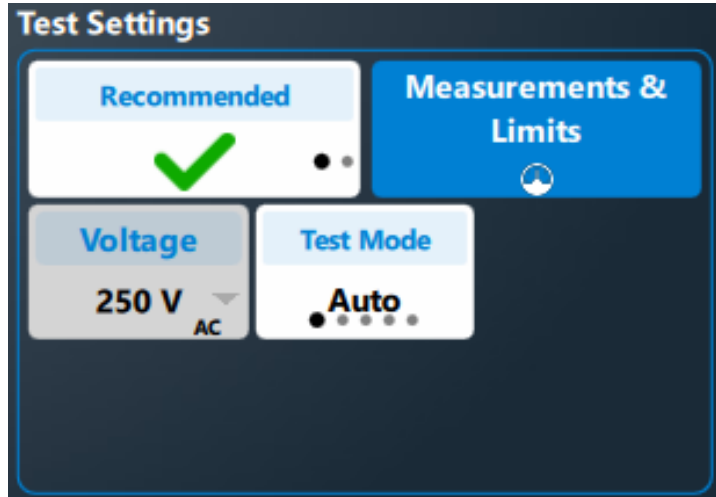 Test Settings
Recommended
Measurements &
Limits
Voltage
250 V
AC
Test Mode
Auto